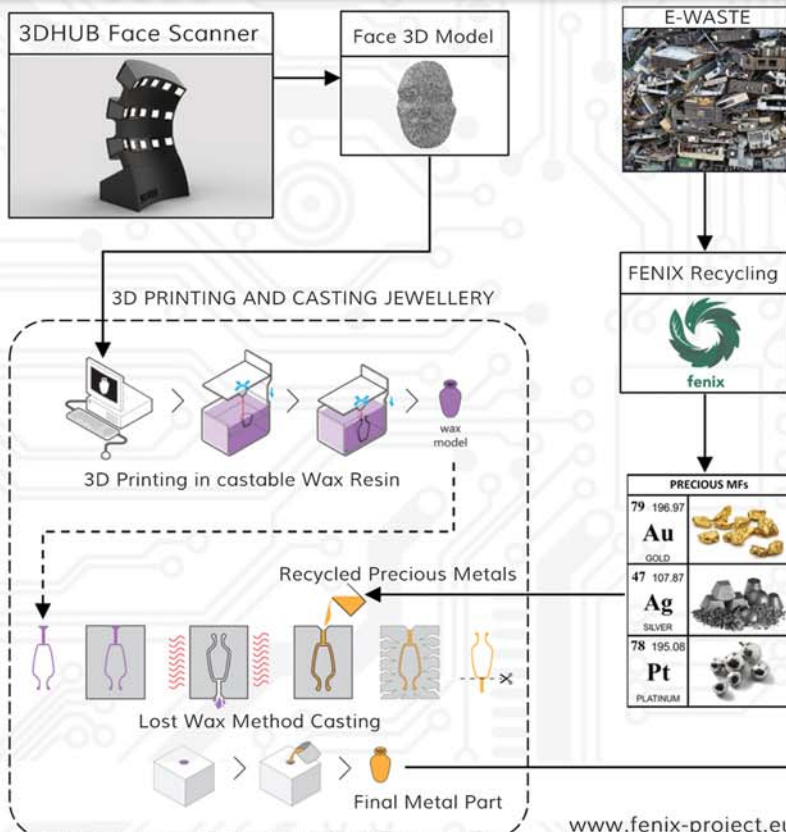 3DHUB Face Scanner
Face 3D Model
E-WASTE
FENIX Recycling
fenix
3D PRINTING AND CASTING JEWELLERY
wax
model
3D Printing in castable Wax Resin
PRECIOUS MFs
79 196.97
Au
GOLD
47 107.87
Ag
SILVER
78 195.08
Pt
PLATINUM
Recycled Precious Metals
Lost Wax Method Casting
Final Metal Part
www.fenix-project.eu